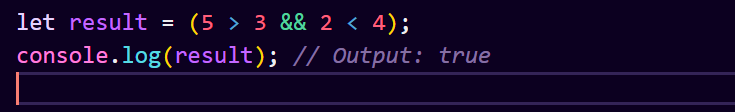 let result = (5 > 3 && 2 < 4);
console.log(result); // Output: true